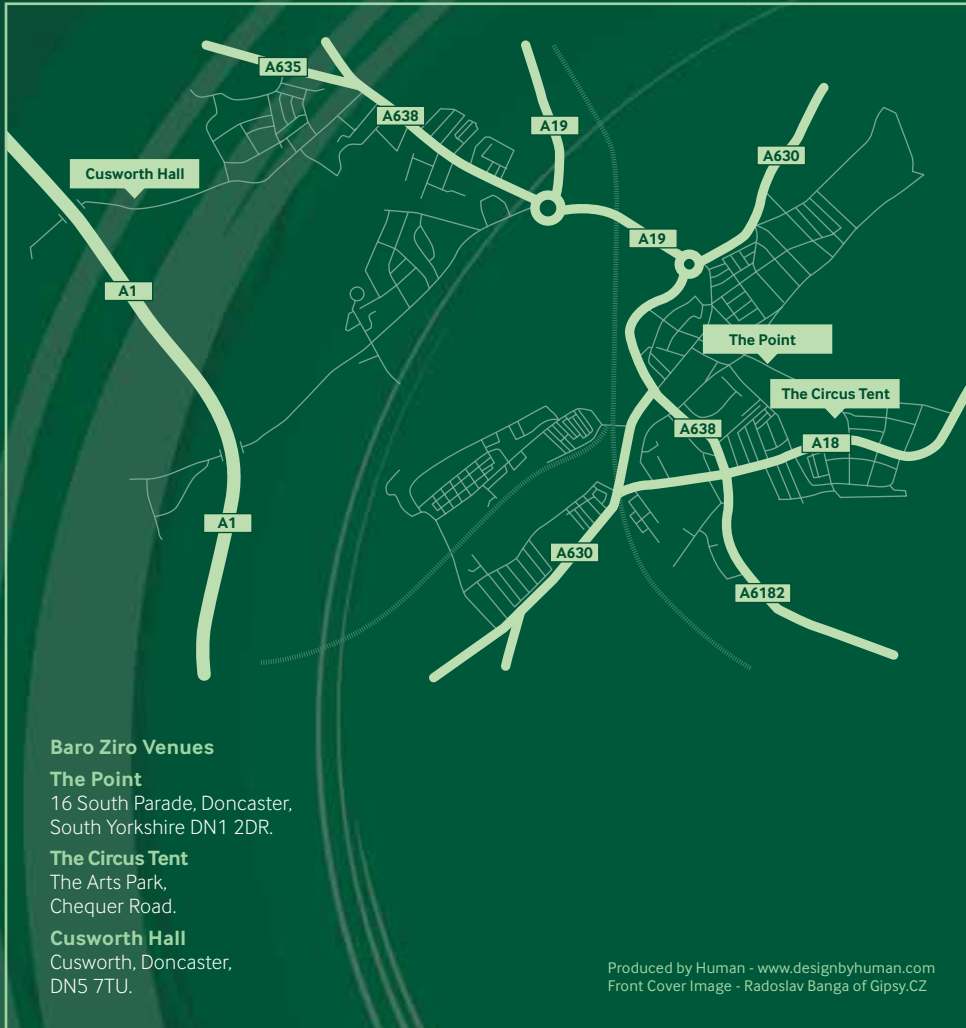 A635
A638
A19
A630
Cusworth Hall
A19
A1
The Point
The Circus Tent
A638
A18
A1
A630
A6182
Baro Ziro Venues
The Point
16 South Parade, Doncaster,
South Yorkshire DN1 2DR.
The Circus Tent
The Arts Park,
Chequer Road.
Cusworth Hall
Cusworth, Doncaster,
DN5 7TU.
Produced by Human - www.designbyhuman.com
Front Cover Image - Radoslav Banga of Gipsy.CZ